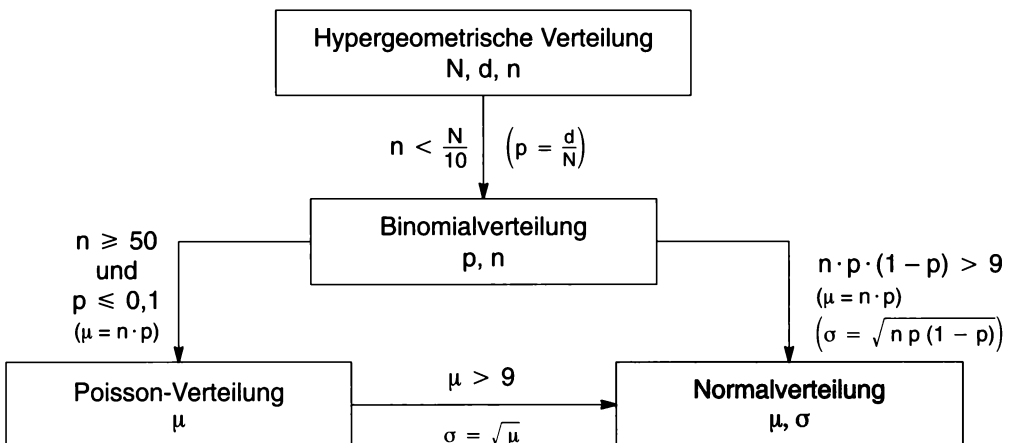 Hypergeometrische Verteilung
N, d, n
n < N/10 (p = d/N)
Binomialverteilung
p, n
n ≥ 50
und
p ≤ 0,1
(μ = n · p)
n · p · (1 − p) > 9
(μ = n · p)
(σ = √n p (1 − p))
Poisson-Verteilung
μ
μ > 9
σ = √μ
Normalverteilung
μ, σ